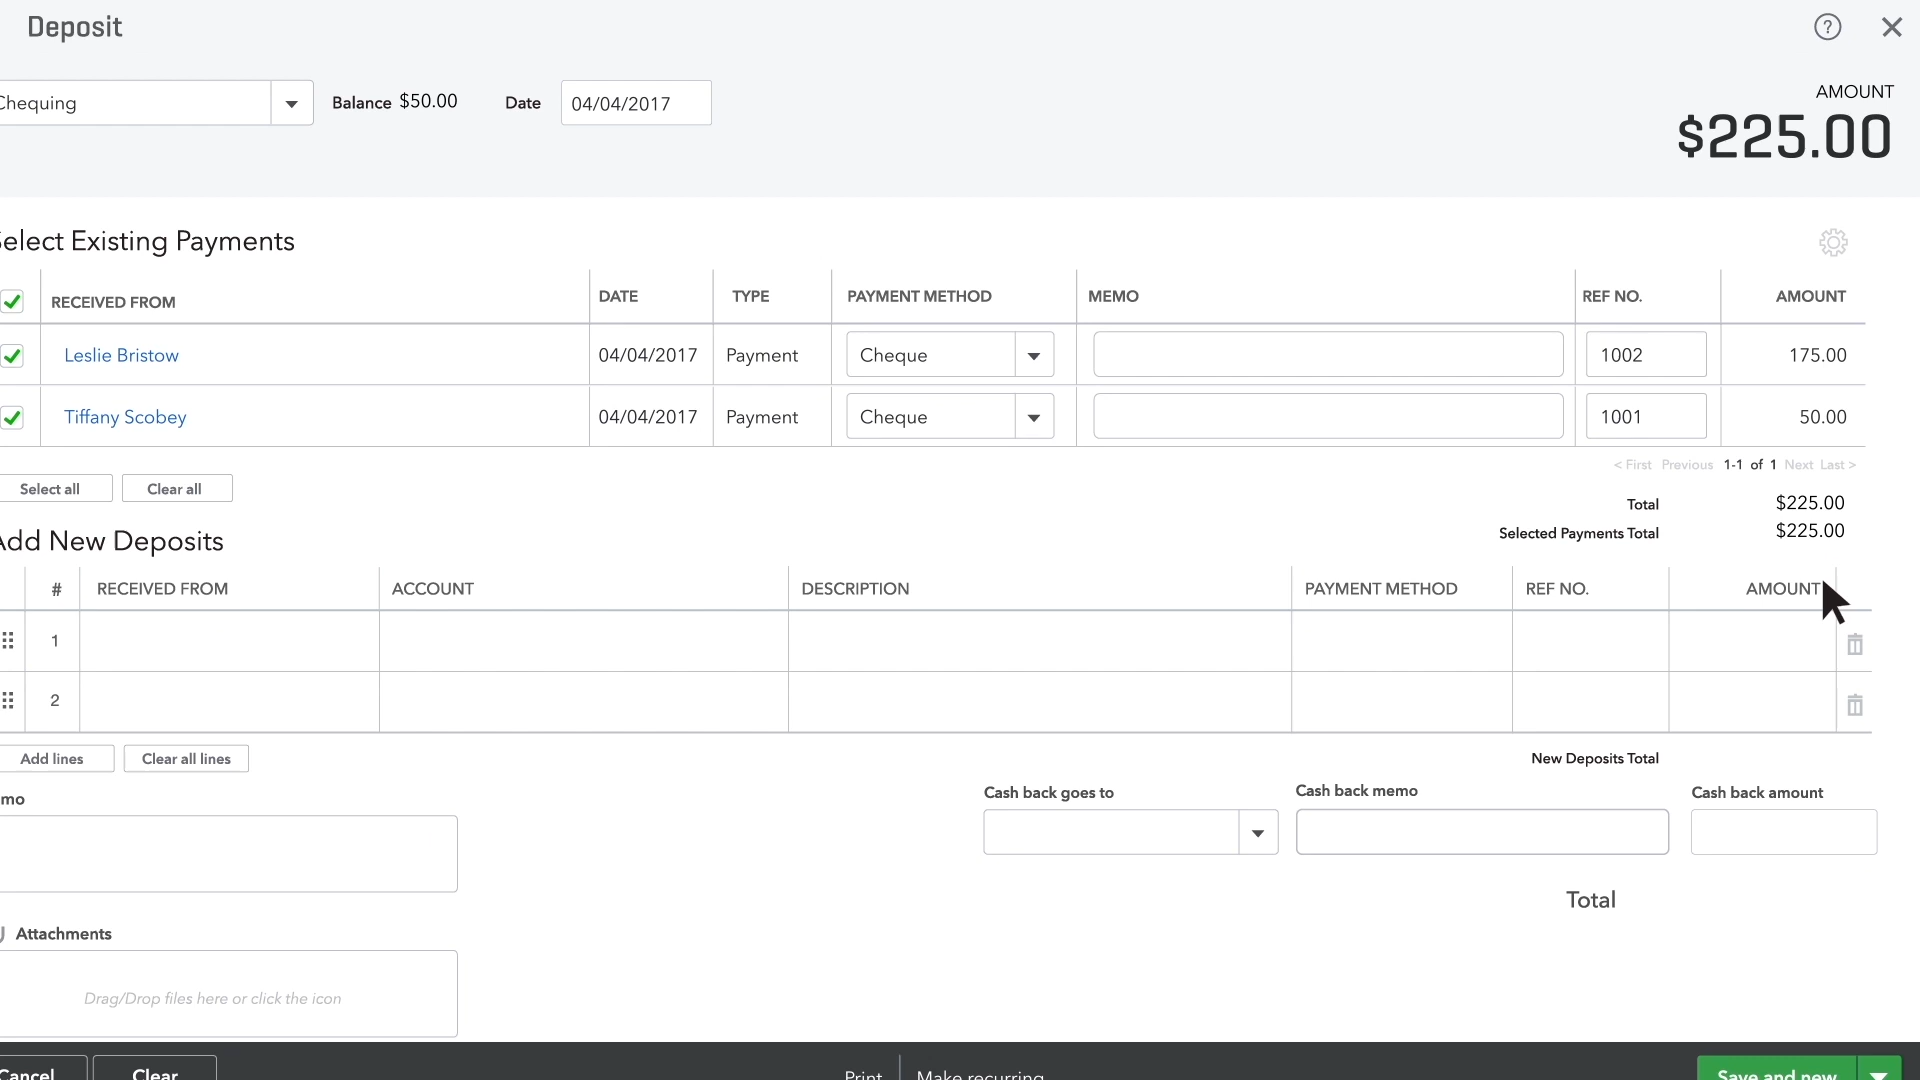 Deposit
?
AMOUNT
Chequing
Balance $50.00
Date 04/04/2017
$225.00
Select Existing Payments
RECEIVED FROM DATE TYPE PAYMENT METHOD MEMO REF NO. AMOUNT
Leslie Bristow 04/04/2017 Payment Cheque 1002 175.00
Tiffany Scobey 04/04/2017 Payment Cheque 1001 50.00
< First Previous 1-1 of 1 Next Last >
Select all Clear all
Total $225.00
Selected Payments Total $225.00
Add New Deposits
# RECEIVED FROM ACCOUNT DESCRIPTION PAYMENT METHOD REF NO. AMOUNT
1
2
Add lines Clear all lines
New Deposits Total
mo
Cash back goes to Cash back memo Cash back amount
Total
Attachments
Drag/Drop files here or click the icon
Cancel Clear Print Make recurring Save and new